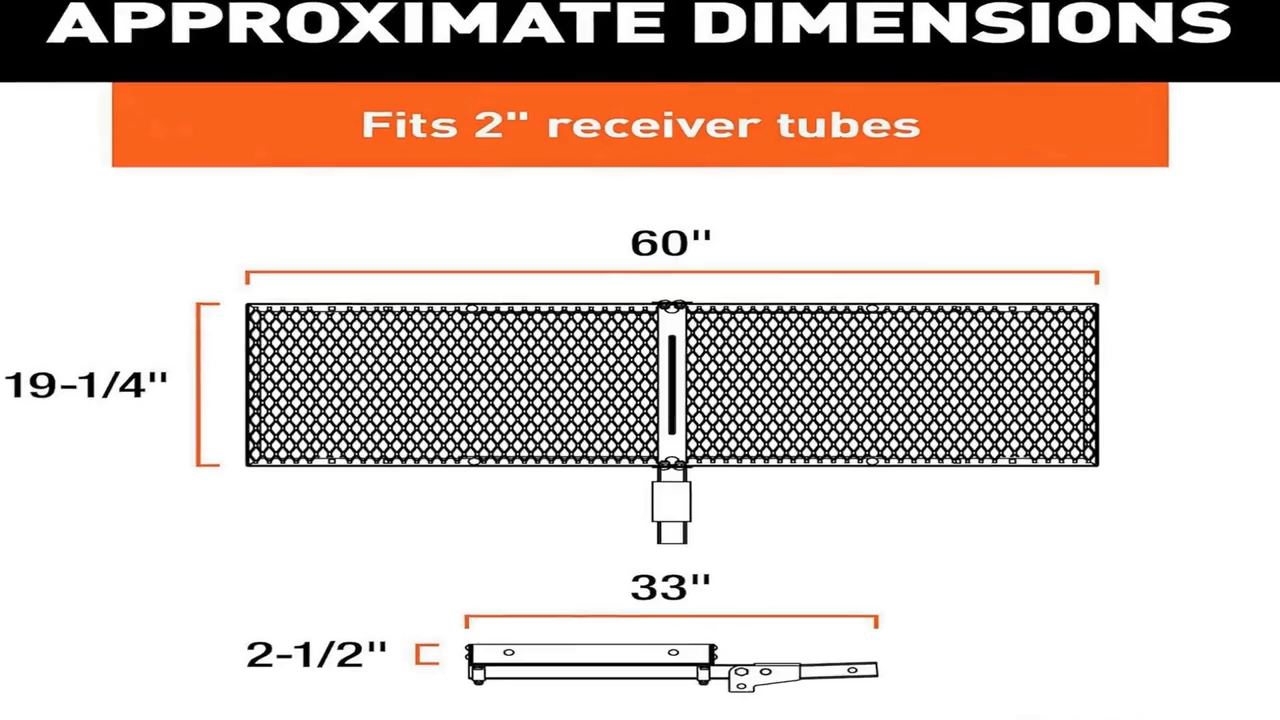 APPROXIMATE DIMENSIONS
Fits 2" receiver tubes
60"
19-1/4"
33"
2-1/2"